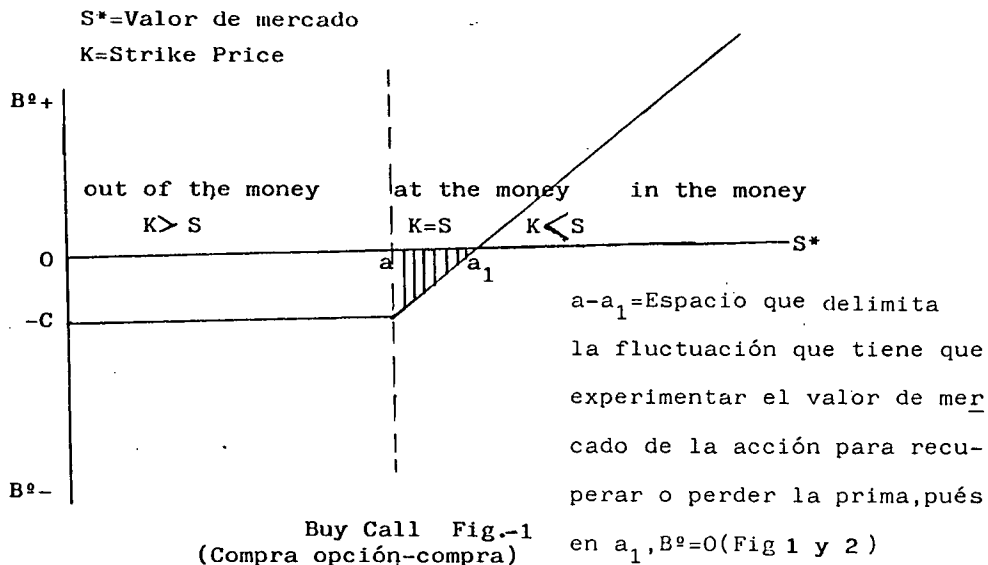 S*=Valor de mercado
K=Strike Price
Bº+
out of the money
at the money
in the money
K> S
K=S
K<S
O
a
a1
S*
-C
a-a1=Espacio que delimita
la fluctuación que tiene que
experimentar el valor de mer
cado de la acción para recu-
perar o perder la prima,pués
en a1,Bº=O(Fig 1 y 2)
Bº-
Buy Call Fig.-1
(Compra opción-compra)